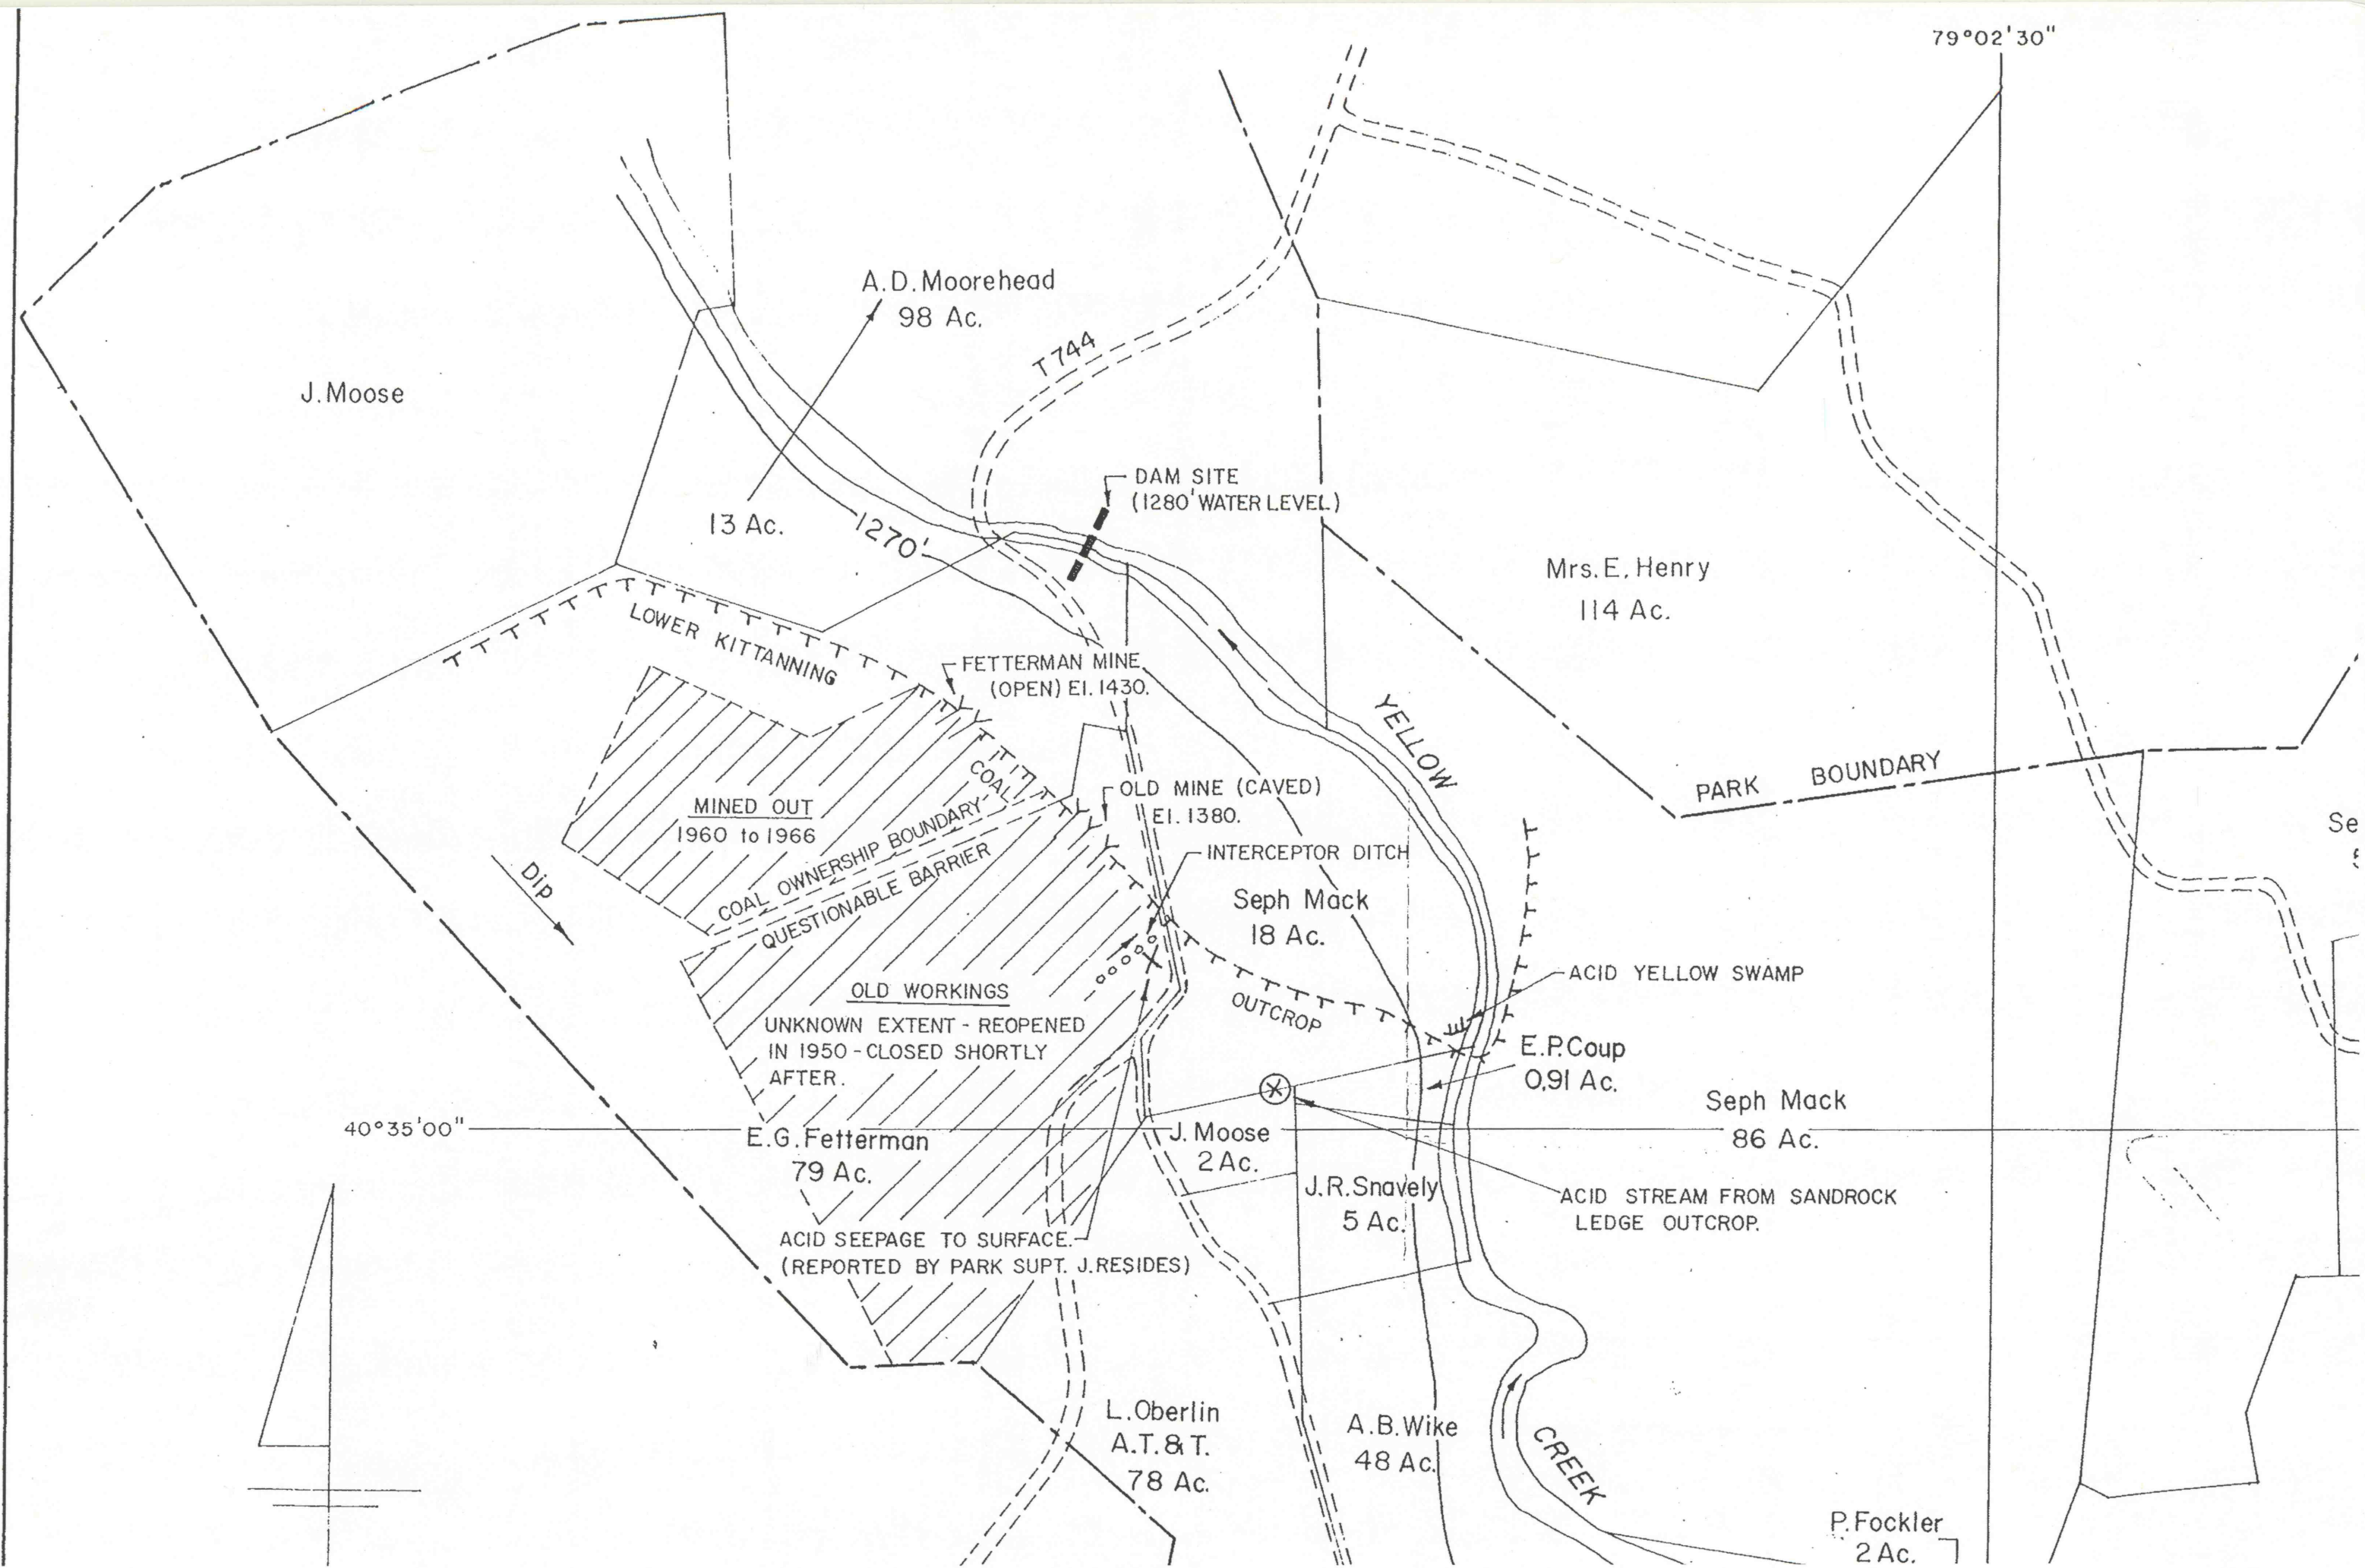 79°02'30"
A.D. Moorehead
98 Ac.
T 744
J. Moose
DAM SITE
(1280' WATER LEVEL)
13 Ac.
1270'
Mrs. E. Henry
114 Ac.
LOWER KITTANNING
FETTERMAN MINE
(OPEN) El. 1430.
YELLOW
PARK BOUNDARY
COAL
OLD MINE (CAVED)
El. 1380.
MINED OUT
1960 to 1966
COAL OWNERSHIP BOUNDARY
QUESTIONABLE BARRIER
INTERCEPTOR DITCH
Dip
Seph Mack
18 Ac.
ACID YELLOW SWAMP
OLD WORKINGS
UNKNOWN EXTENT - REOPENED
IN 1950 - CLOSED SHORTLY
AFTER.
OUTCROP
E.P. Coup
0.91 Ac.
Seph Mack
86 Ac.
40°35'00"
E.G. Fetterman
79 Ac.
J. Moose
2 Ac.
J.R. Snavely
5 Ac.
ACID STREAM FROM SANDROCK
LEDGE OUTCROP.
ACID SEEPAGE TO SURFACE.
(REPORTED BY PARK SUPT. J. RESIDES)
L. Oberlin
A.T. & T.
78 Ac.
A.B. Wike
48 Ac.
CREEK
P. Fockler
2 Ac.